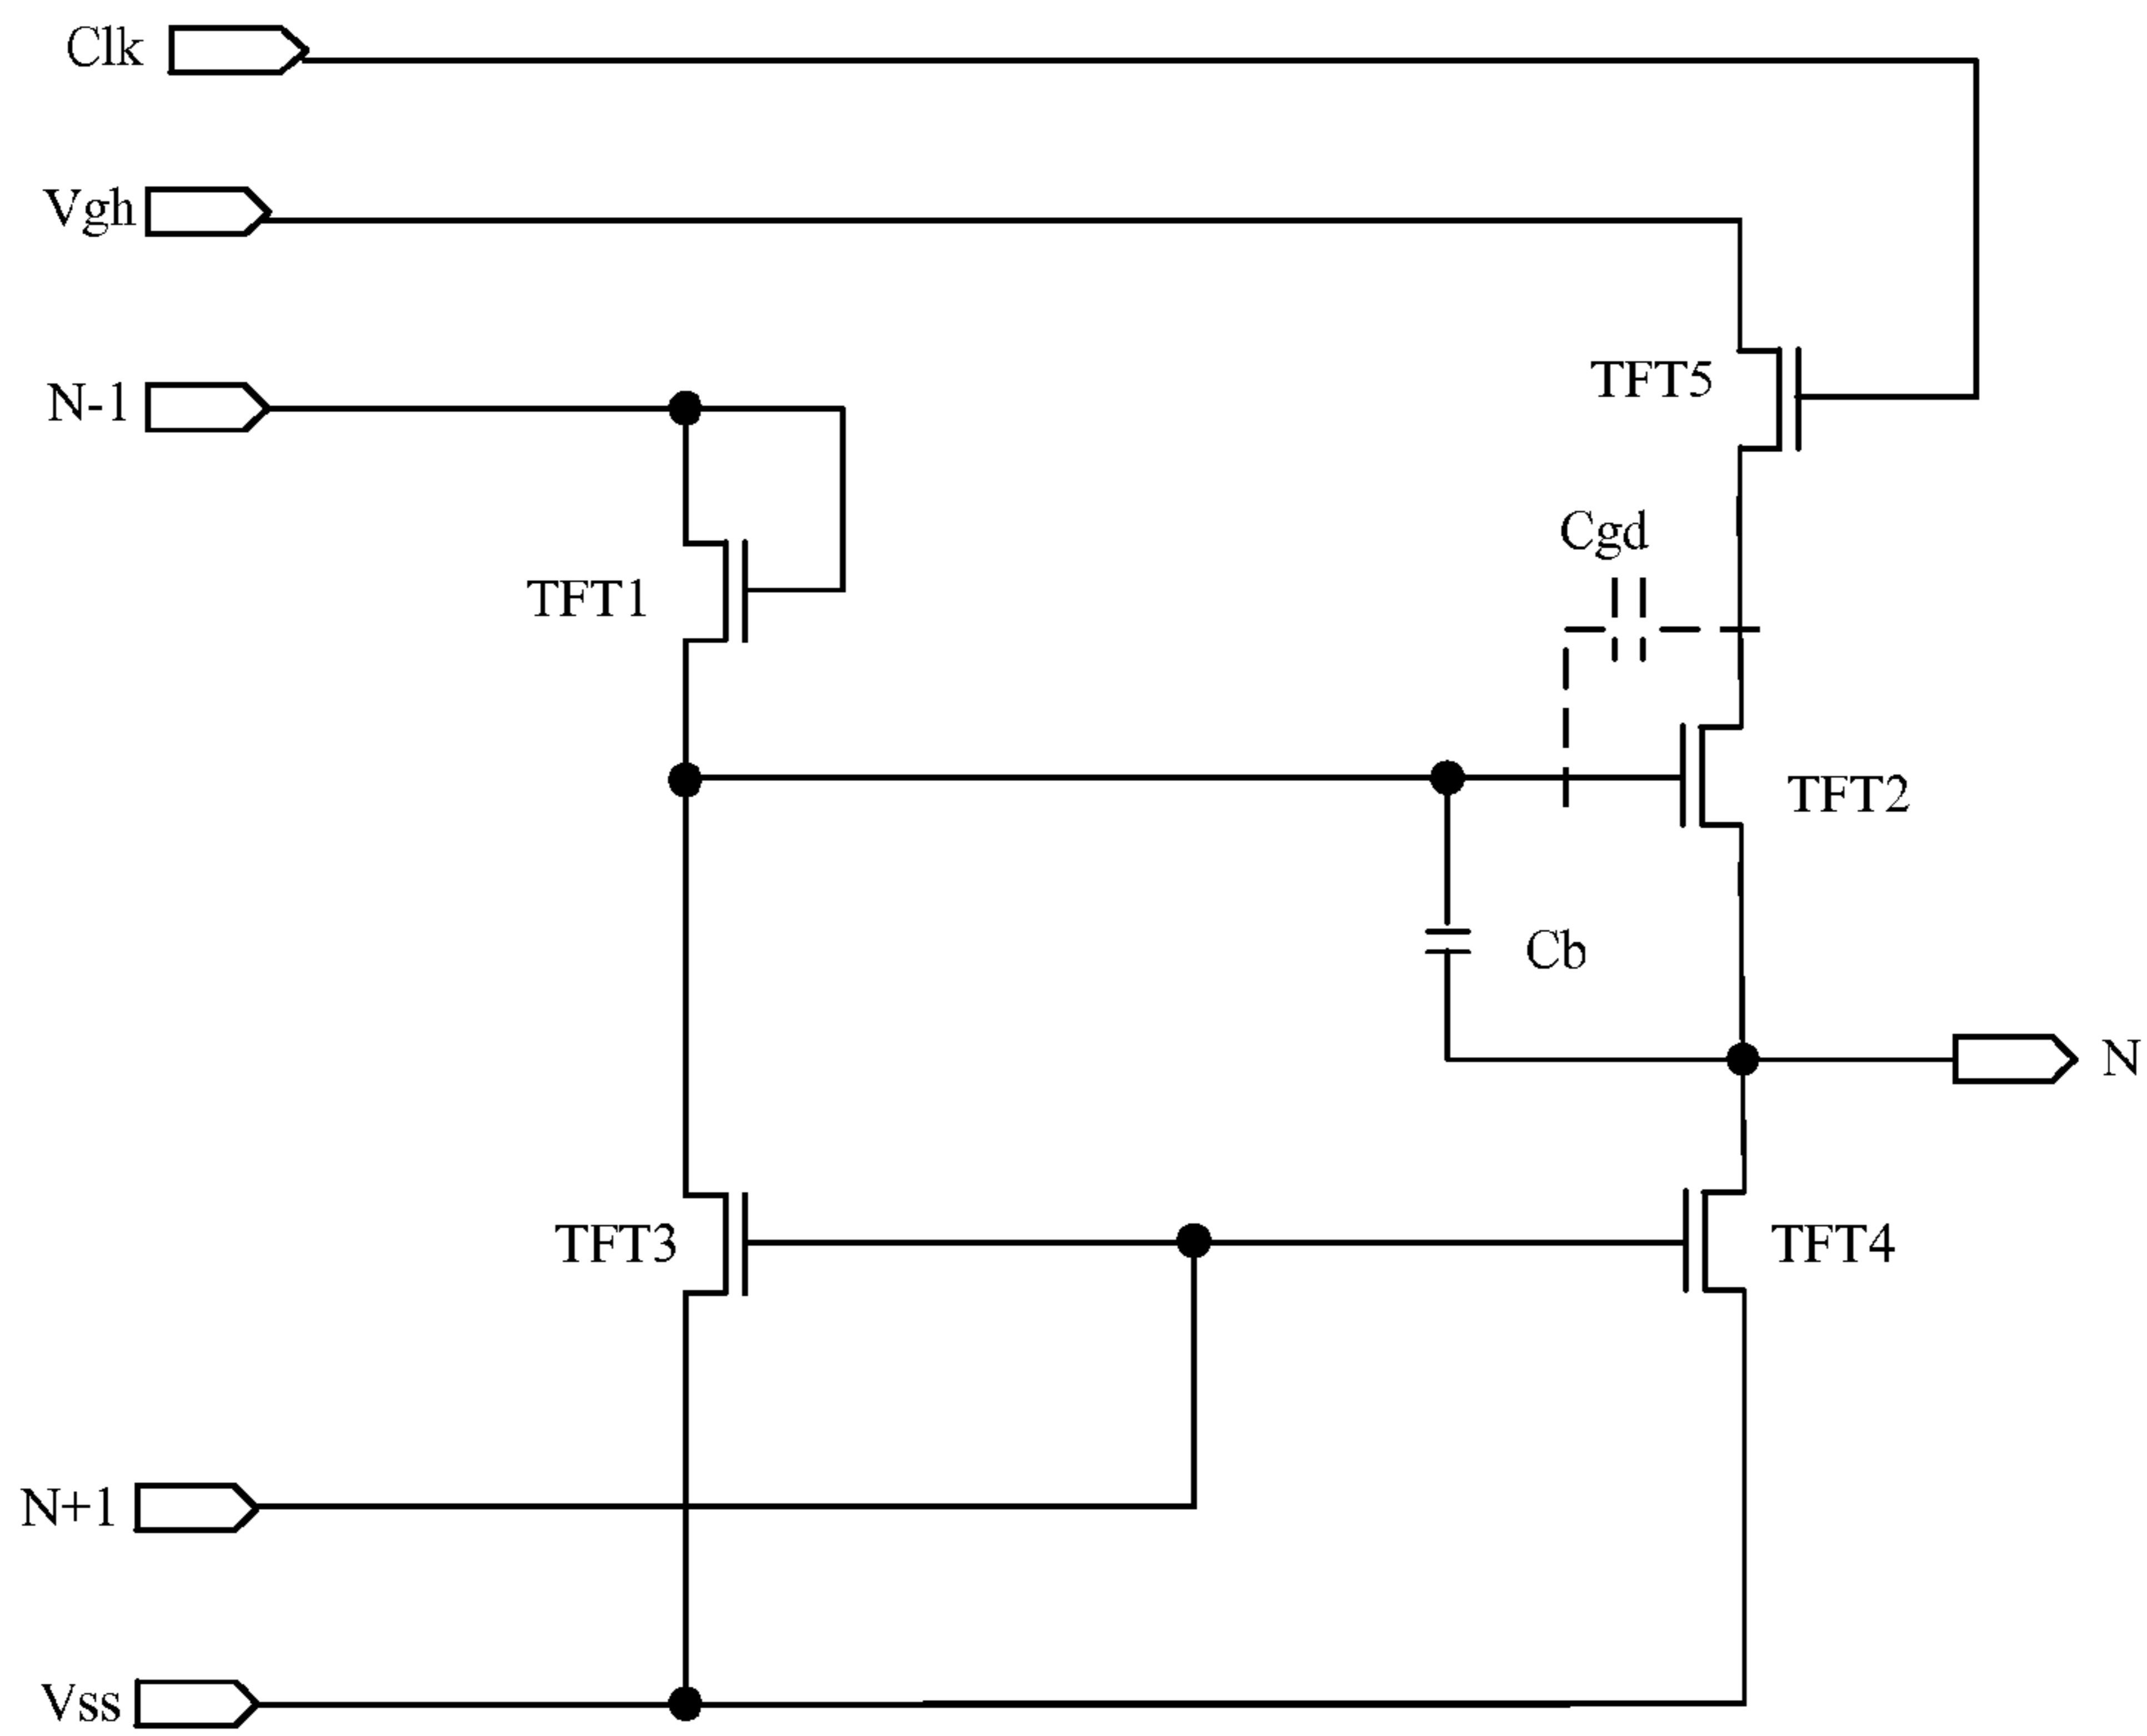 Clk
Vgh
TFT5
N-1
Cgd
TFT1
TFT2
Cb
N
TFT3
TFT4
N+1
Vss